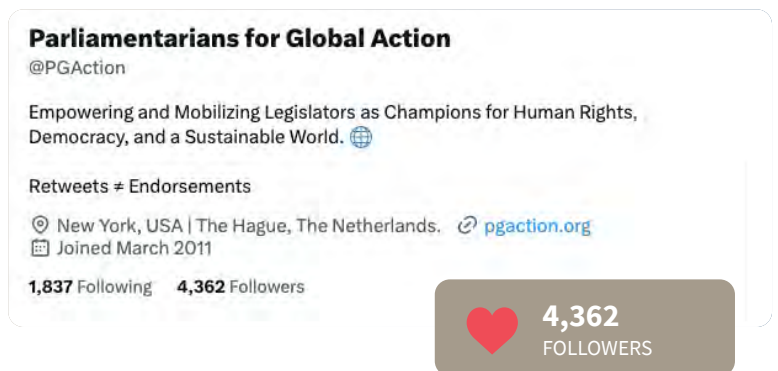 Parliamentarians for Global Action
@PGAction
Empowering and Mobilizing Legislators as Champions for Human Rights,
Democracy, and a Sustainable World. 🌐
Retweets ≠ Endorsements
New York, USA | The Hague, The Netherlands. pgaction.org
Joined March 2011
1,837 Following 4,362 Followers
4,362
FOLLOWERS